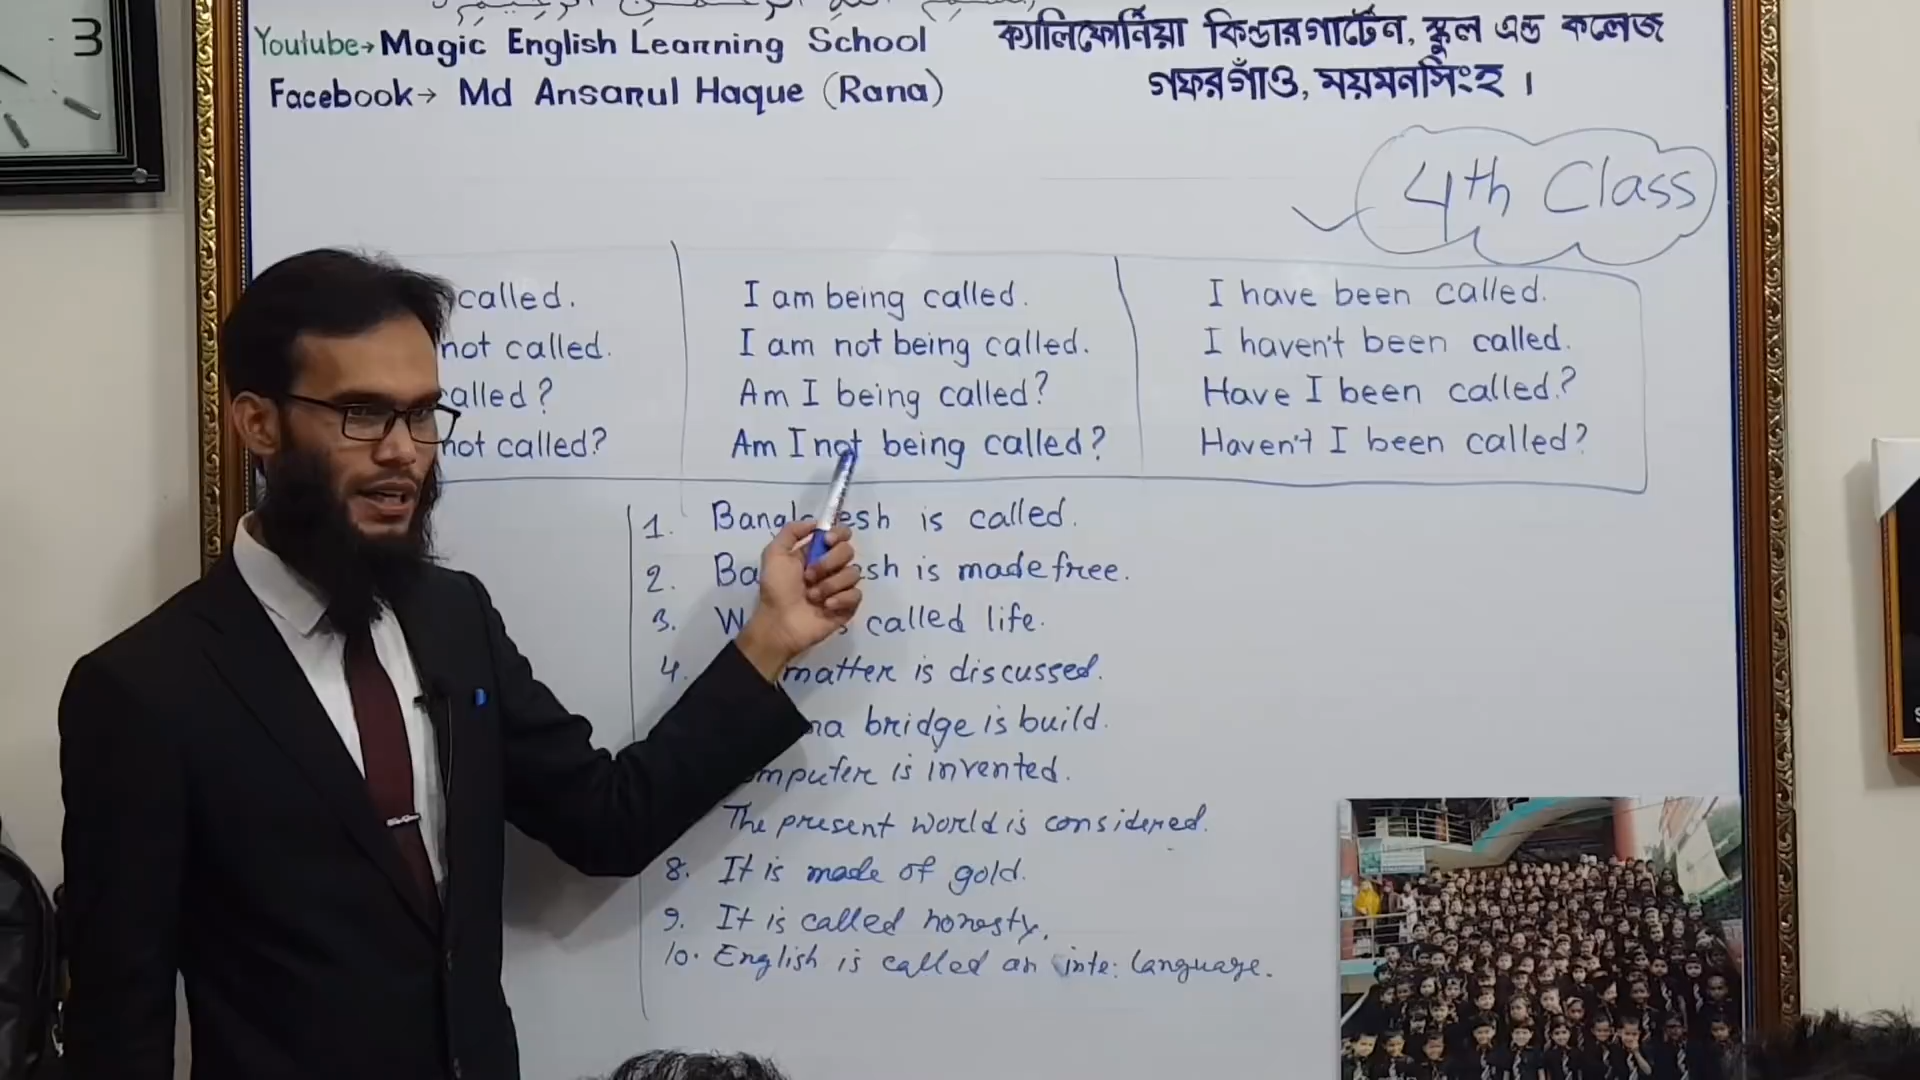 3
Youtube→ Magic English Learning School
Facebook→ Md Ansarul Haque (Rana)
ক্যালিফোর্নিয়া কিন্ডারগার্টেন, স্কুল এন্ড কলেজ
গফরগাঁও, ময়মনসিংহ ।
4th Class
called.
not called.
called?
not called?
I am being called.
I am not being called.
Am I being called?
Am I not being called?
I have been called.
I haven't been called.
Have I been called?
Haven't I been called?
1. Bangladesh is called.
2. Bangladesh is made free.
3. called life.
4. matter is discussed.
bridge is build.
computer is invented.
The present world is considered.
8. It is made of gold.
9. It is called honesty.
10. English is called an inte: language.